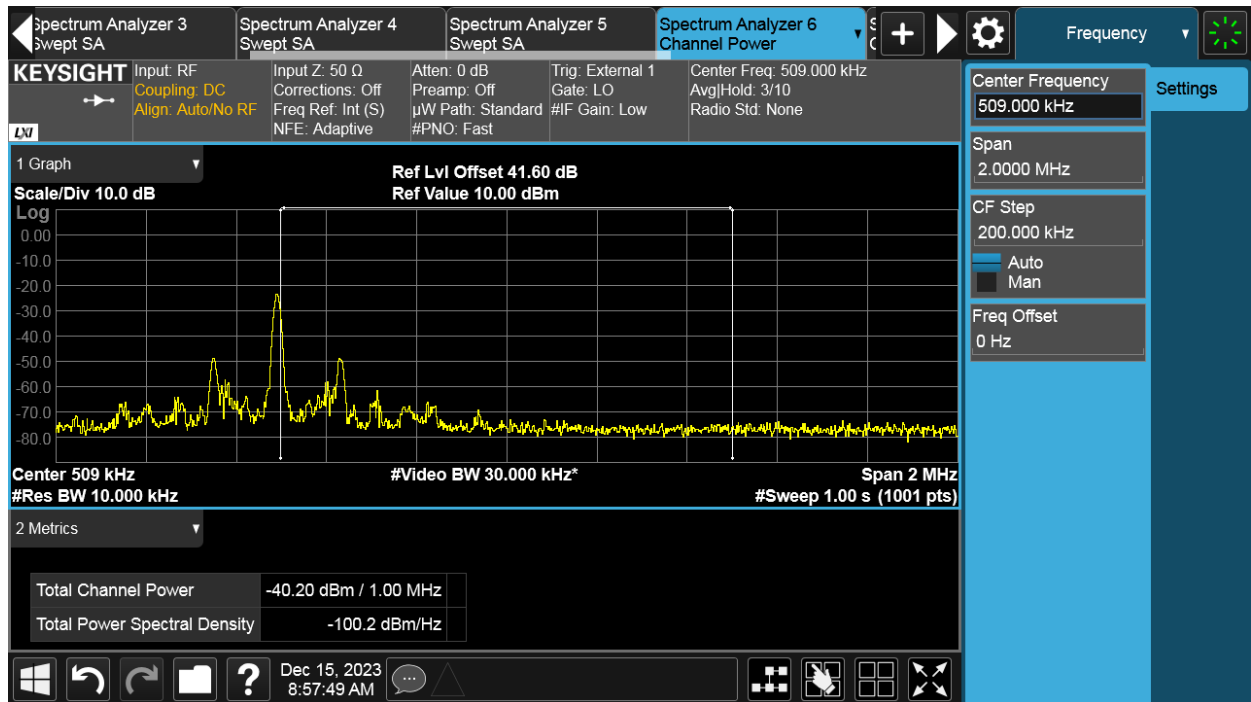 Spectrum Analyzer 3
Swept SA
Spectrum Analyzer 4
Swept SA
Spectrum Analyzer 5
Swept SA
Spectrum Analyzer 6
Channel Power
+
Frequency
KEYSIGHT
LXI
Input: RF
Coupling: DC
Align: Auto/No RF
Input Z: 50 Ω
Corrections: Off
Freq Ref: Int (S)
NFE: Adaptive
Atten: 0 dB
Preamp: Off
µW Path: Standard
#PNO: Fast
Trig: External 1
Gate: LO
#IF Gain: Low
Center Freq: 509.000 kHz
Avg|Hold: 3/10
Radio Std: None
Center Frequency
509.000 kHz
Settings
Span
2.0000 MHz
CF Step
200.000 kHz
Auto
Man
Freq Offset
0 Hz
1 Graph
Scale/Div 10.0 dB
Ref Lvl Offset 41.60 dB
Ref Value 10.00 dBm
Log
0.00
-10.0
-20.0
-30.0
-40.0
-50.0
-60.0
-70.0
-80.0
Center 509 kHz
#Video BW 30.000 kHz*
Span 2 MHz
#Res BW 10.000 kHz
#Sweep 1.00 s (1001 pts)
2 Metrics
Total Channel Power -40.20 dBm / 1.00 MHz
Total Power Spectral Density -100.2 dBm/Hz
?
Dec 15, 2023
8:57:49 AM